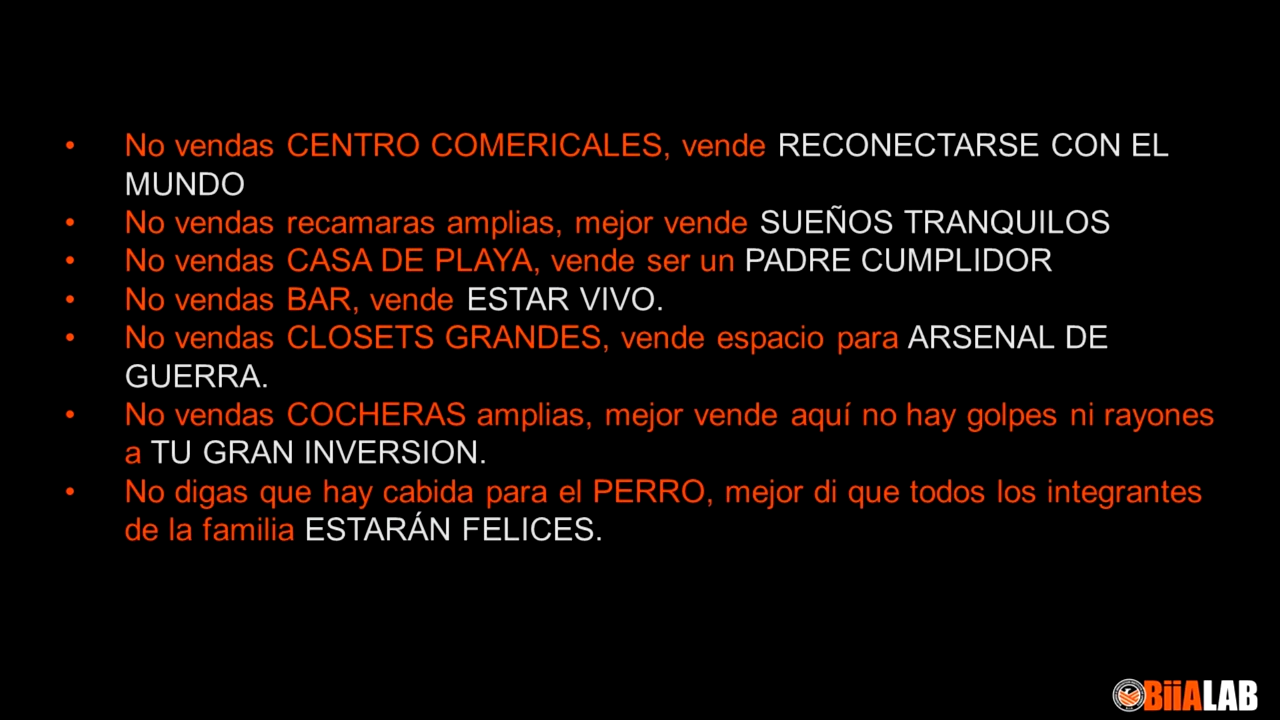 • No vendas CENTRO COMERICALES, vende RECONECTARSE CON EL
MUNDO
• No vendas recamaras amplias, mejor vende SUEÑOS TRANQUILOS
• No vendas CASA DE PLAYA, vende ser un PADRE CUMPLIDOR
• No vendas BAR, vende ESTAR VIVO.
• No vendas CLOSETS GRANDES, vende espacio para ARSENAL DE
GUERRA.
• No vendas COCHERAS amplias, mejor vende aquí no hay golpes ni rayones
a TU GRAN INVERSION.
• No digas que hay cabida para el PERRO, mejor di que todos los integrantes
de la familia ESTARÁN FELICES.
BiiALAB